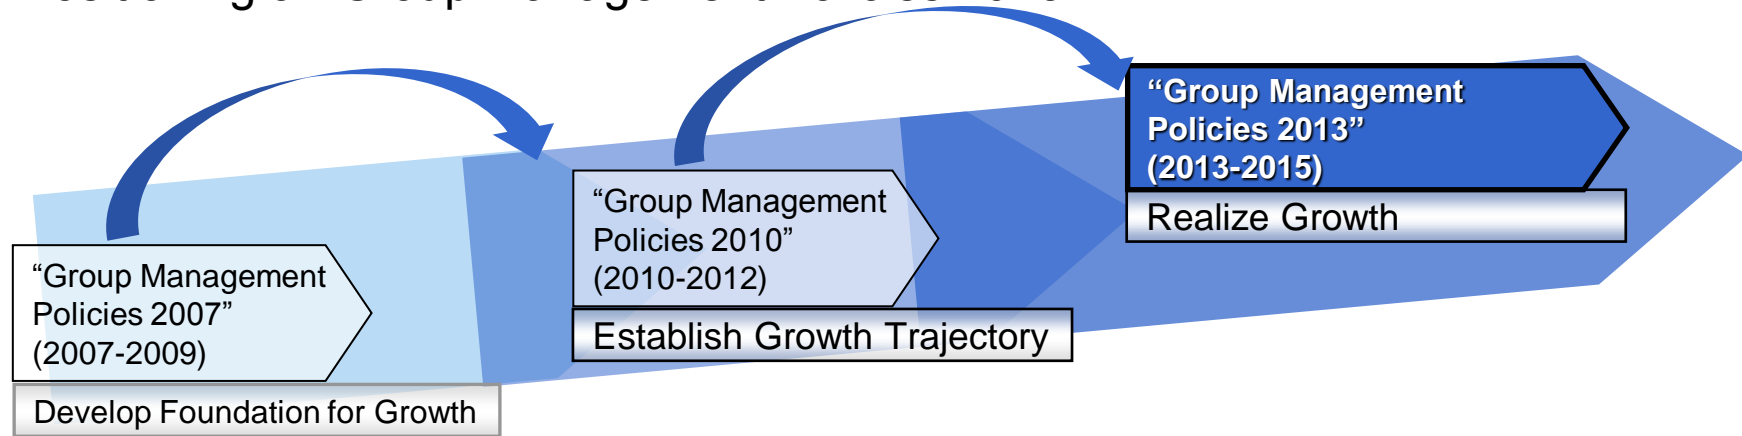 “Group Management
Policies 2007”
(2007-2009)
Develop Foundation for Growth
“Group Management
Policies 2010”
(2010-2012)
Establish Growth Trajectory
“Group Management
Policies 2013”
(2013-2015)
Realize Growth